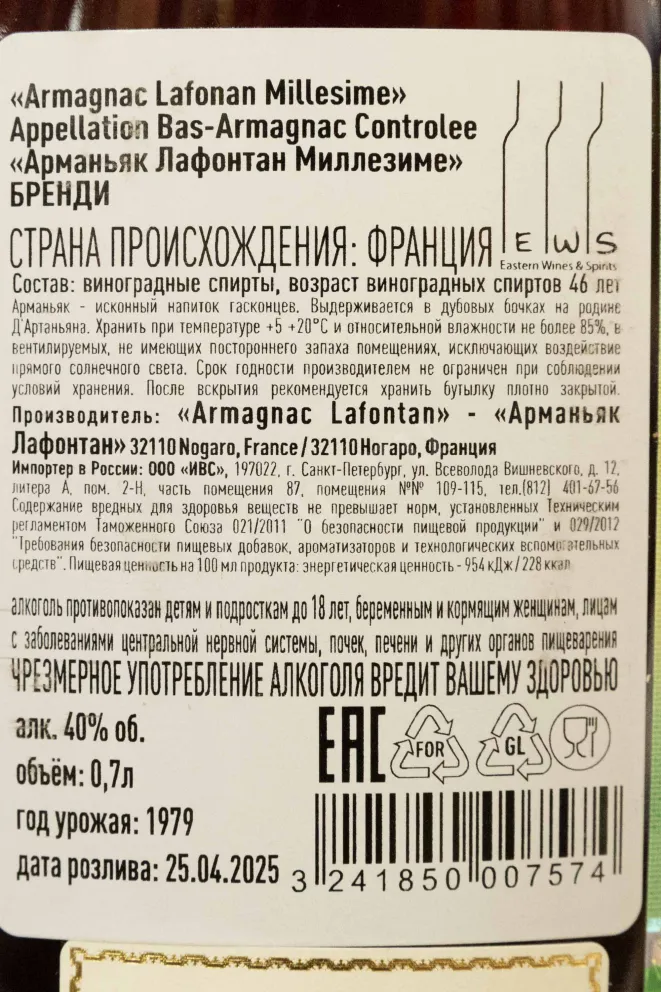 «Armagnac Lafonan Millesime»
Appellation Bas-Armagnac Controlee
«Арманьяк Лафонтан Миллезиме»
БРЕНДИ
СТРАНА ПРОИСХОЖДЕНИЯ: ФРАНЦИЯ
E W S
Eastern Wines & Spirits
Состав: виноградные спирты, возраст виноградных спиртов 46 лет
Арманьяк - исконный напиток гасконцев. Выдерживается в дубовых бочках на родине
Д'Артаньяна. Хранить при температуре +5 +20°С и относительной влажности не более 85%, в
вентилируемых, не имеющих постороннего запаха помещениях, исключающих воздействие
прямого солнечного света. Срок годности производителем не ограничен при соблюдении
условий хранения. После вскрытия рекомендуется хранить бутылку плотно закрытой.
Производитель: «Armagnac Lafontan» - «Арманьяк
Лафонтан» 32110 Nogaro, France / 32110 Ногаро, Франция
Импортер в России: ООО «ИВС», 197022, г. Санкт-Петербург, ул. Всеволода Вишневского, д. 12,
литера А, пом. 2-Н, часть помещения 87, помещения №№ 109-115, тел.(812) 401-67-56
Содержание вредных для здоровья веществ не превышает норм, установленных Техническим
регламентом Таможенного Союза 021/2011 "О безопасности пищевой продукции" и 029/2012
"Требования безопасности пищевых добавок, ароматизаторов и технологических вспомогательных
средств". Пищевая ценность на 100 мл продукта: энергетическая ценность - 954 кДж / 228 ккал
алкоголь противопоказан детям и подросткам до 18 лет, беременным и кормящим женщинам, лицам
с заболеваниями центральной нервной системы, почек, печени и других органов пищеварения
ЧРЕЗМЕРНОЕ УПОТРЕБЛЕНИЕ АЛКОГОЛЯ ВРЕДИТ ВАШЕМУ ЗДОРОВЬЮ
алк. 40% об.
EAC FOR GL
объём: 0,7л
год урожая: 1979
дата розлива: 25.04.2025
3 241850 007574